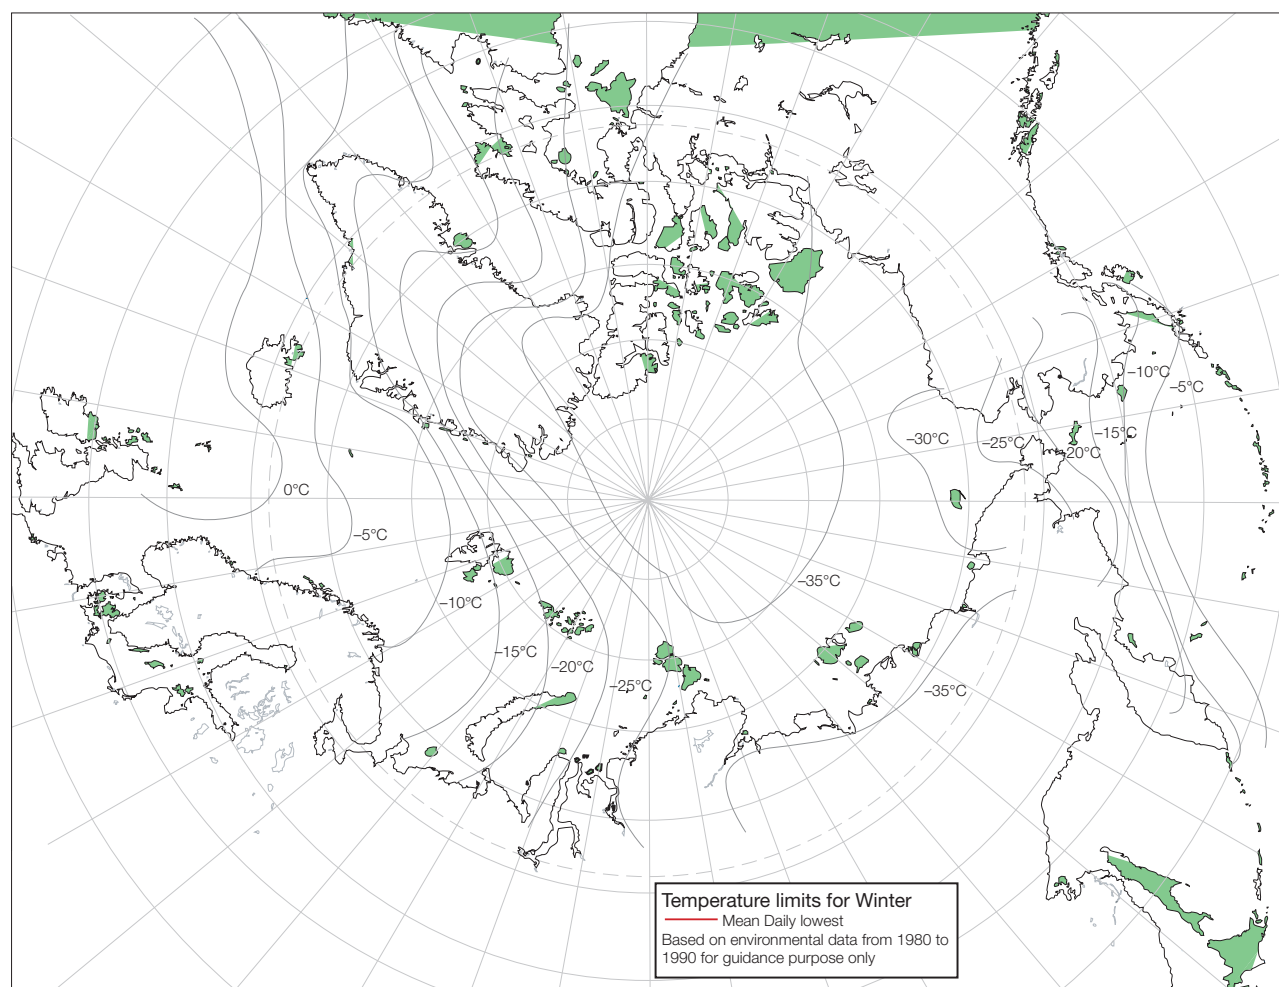 −10°C
−5°C
−30°C
−25°C
−15°C
−20°C
0°C
−5°C
−35°C
−10°C
−15°C
−20°C
−25°C
−35°C
Temperature limits for Winter
Mean Daily lowest
Based on environmental data from 1980 to
1990 for guidance purpose only